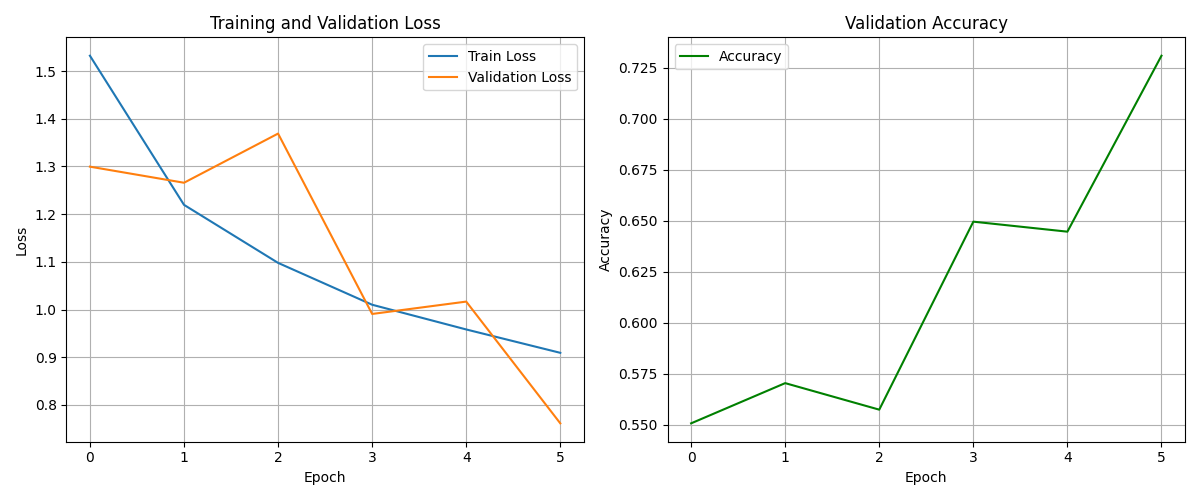 Training and Validation Loss
Train Loss
Validation Loss
1.5
1.4
1.3
1.2
1.1
1.0
0.9
0.8
Loss
0 1 2 3 4 5
Epoch
Validation Accuracy
Accuracy
0.725
0.700
0.675
0.650
0.625
0.600
0.575
0.550
Accuracy
0 1 2 3 4 5
Epoch